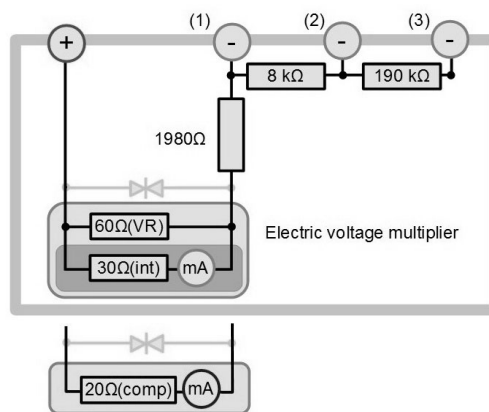 (1) (2) (3)
+ - - -
8 kΩ 190 kΩ
1980Ω
60Ω(VR)
Electric voltage multiplier
30Ω(int) mA
20Ω(comp) mA